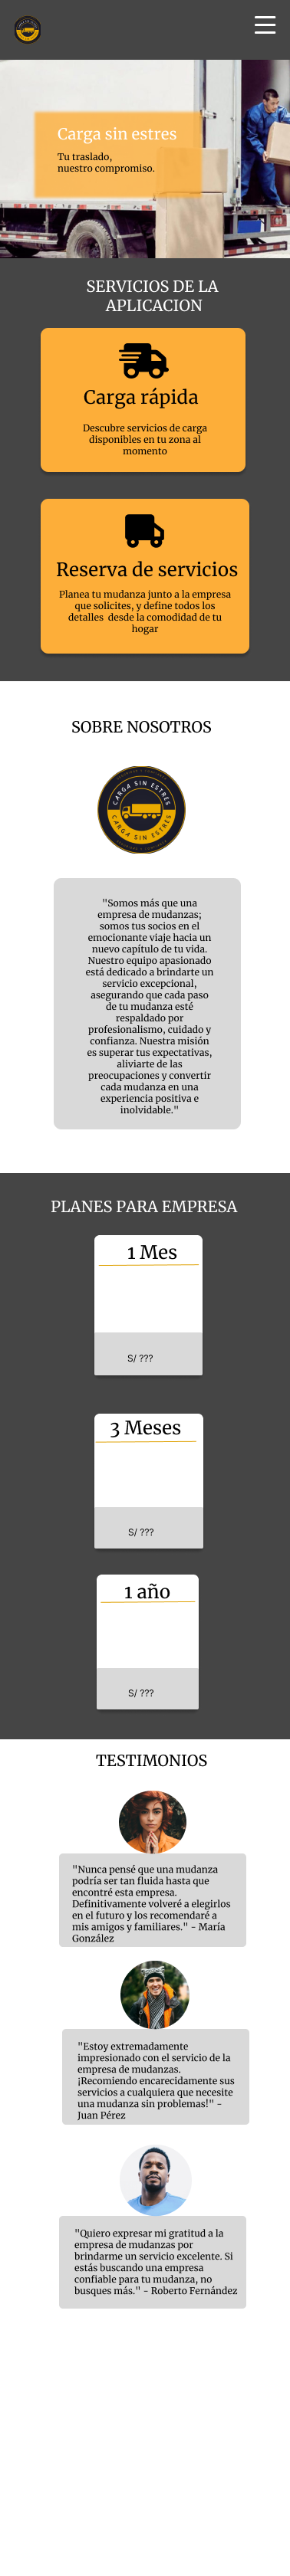 Carga sin estres
Tu traslado,
nuestro compromiso.
SERVICIOS DE LA
APLICACION
Carga rápida
Descubre servicios de carga
disponibles en tu zona al
momento
Reserva de servicios
Planea tu mudanza junto a la empresa
que solicites, y define todos los
detalles desde la comodidad de tu
hogar
SOBRE NOSOTROS
CARGA SIN ESTRES
CARGA SIN ESTRES
"Somos más que una
empresa de mudanzas;
somos tus socios en el
emocionante viaje hacia un
nuevo capítulo de tu vida.
Nuestro equipo apasionado
está dedicado a brindarte un
servicio excepcional,
asegurando que cada paso
de tu mudanza esté
respaldado por
profesionalismo, cuidado y
confianza. Nuestra misión
es superar tus expectativas,
aliviarte de las
preocupaciones y convertir
cada mudanza en una
experiencia positiva e
inolvidable."
PLANES PARA EMPRESA
1 Mes
S/ ???
3 Meses
S/ ???
1 año
S/ ???
TESTIMONIOS
"Nunca pensé que una mudanza
podría ser tan fluida hasta que
encontré esta empresa.
Definitivamente volveré a elegirlos
en el futuro y los recomendaré a
mis amigos y familiares." - María
González
"Estoy extremadamente
impresionado con el servicio de la
empresa de mudanzas.
¡Recomiendo encarecidamente sus
servicios a cualquiera que necesite
una mudanza sin problemas!" -
Juan Pérez
"Quiero expresar mi gratitud a la
empresa de mudanzas por
brindarme un servicio excelente. Si
estás buscando una empresa
confiable para tu mudanza, no
busques más." - Roberto Fernández